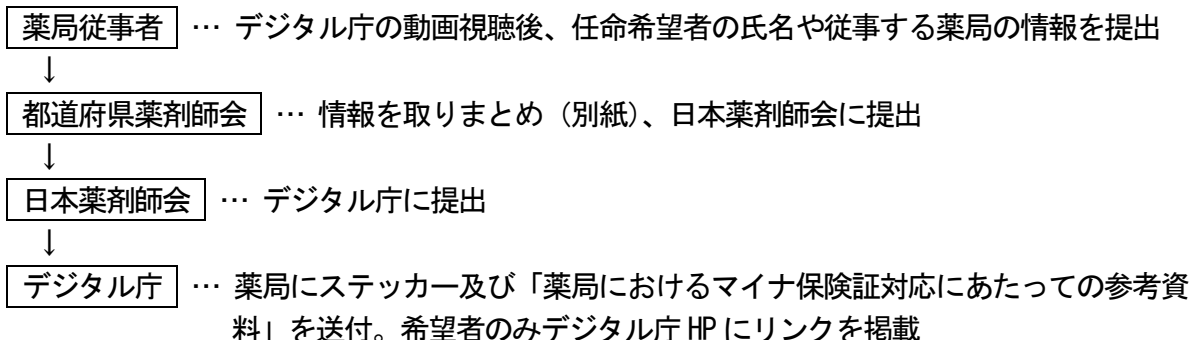 薬局従事者 … デジタル庁の動画視聴後、任命希望者の氏名や従事する薬局の情報を提出
↓
都道府県薬剤師会 … 情報を取りまとめ（別紙）、日本薬剤師会に提出
↓
日本薬剤師会 … デジタル庁に提出
↓
デジタル庁 … 薬局にステッカー及び「薬局におけるマイナ保険証対応にあたっての参考資
料」を送付。希望者のみデジタル庁 HP にリンクを掲載